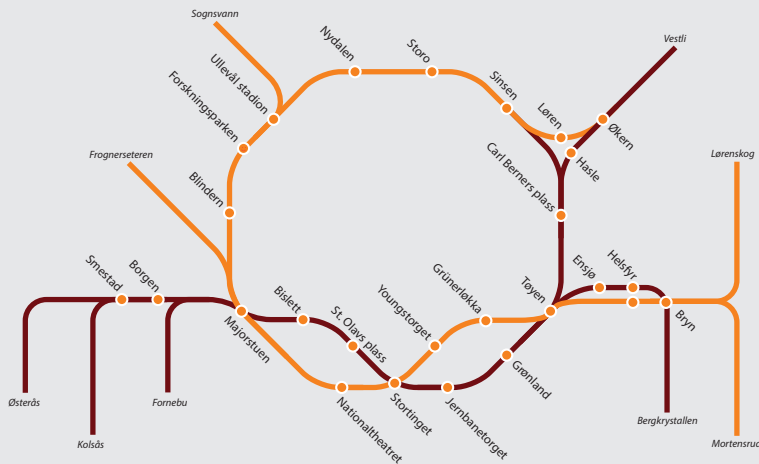 Sognsvann
Nydalen
Storo
Vestli
Ullevål stadion
Sinsen
Løren
Økern
Forskningsparken
Hasle
Frognerseteren
Carl Berners plass
Lørenskog
Blindern
Smestad
Borgen
Bislett
St. Olavs plass
Youngstorget
Grünerløkka
Tøyen
Ensjø
Helsfyr
Bryn
Majorstuen
Nationaltheatret
Stortinget
Jernbanetorget
Grønland
Østerås
Kolsås
Fornebu
Bergkrystallen
Mortensrud